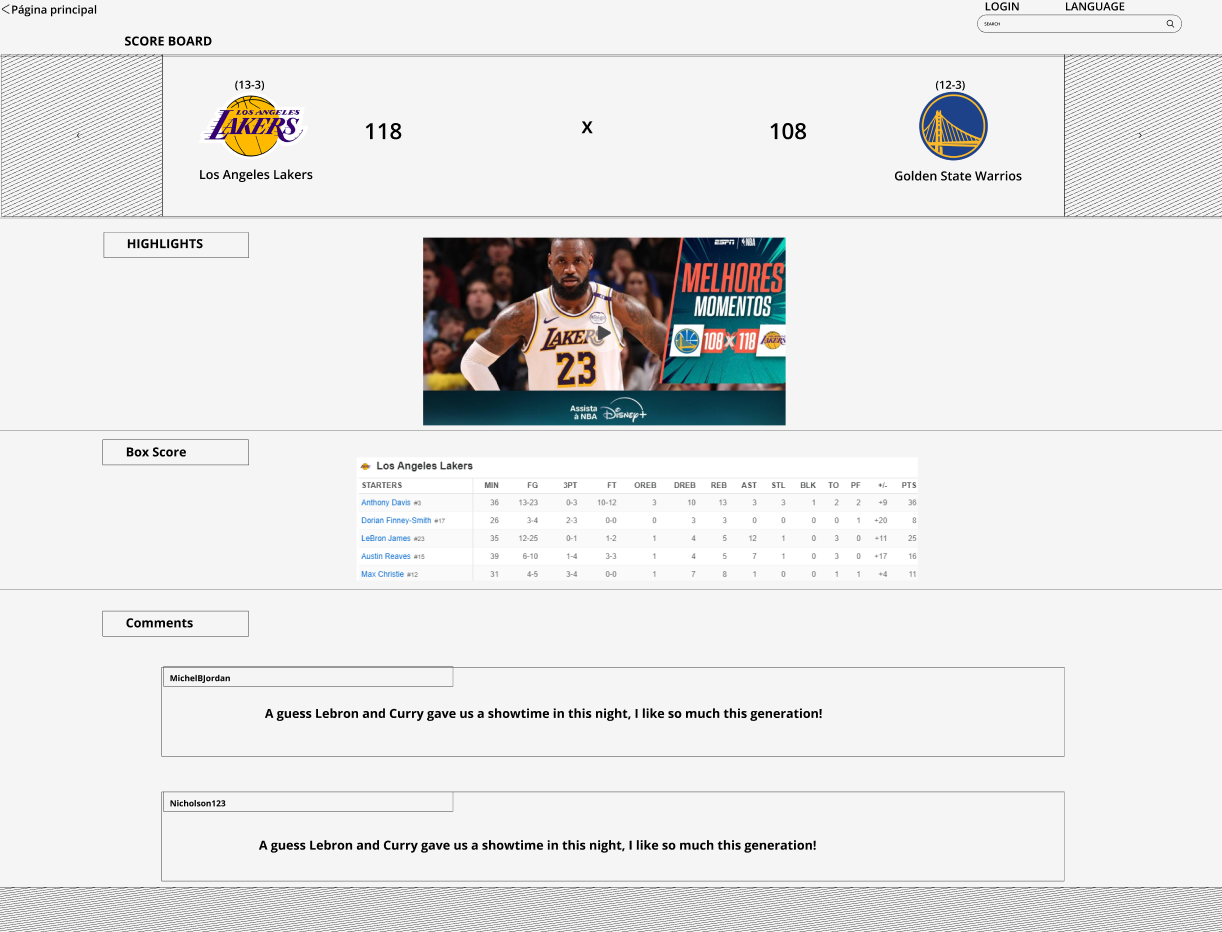 <Página principal
LOGIN LANGUAGE
SEARCH
SCORE BOARD
(13-3)
(12-3)
LOS ANGELES
LAKERS
118 X 108
Los Angeles Lakers
Golden State Warrios
HIGHLIGHTS
ESPN NBA
MELHORES
MOMENTOS
108 X 118
LAKERS
LAKER
23
Assista
à NBA Disney+
Box Score
Los Angeles Lakers
STARTERS MIN FG 3PT FT OREB DREB REB AST STL BLK TO PF +/- PTS
Anthony Davis #3 36 13-23 0-3 10-12 3 10 13 3 3 1 2 2 +9 36
Dorian Finney-Smith #17 26 3-4 2-3 0-0 0 3 3 0 0 0 0 1 +20 8
LeBron James #23 35 12-25 0-1 1-2 1 4 5 12 1 0 3 0 +11 25
Austin Reaves #15 39 6-10 1-4 3-3 1 4 5 7 1 0 3 0 +17 16
Max Christie #12 31 4-5 3-4 0-0 1 7 8 1 0 0 1 1 +4 11
Comments
MichelBJordan
A guess Lebron and Curry gave us a showtime in this night, I like so much this generation!
Nicholson123
A guess Lebron and Curry gave us a showtime in this night, I like so much this generation!